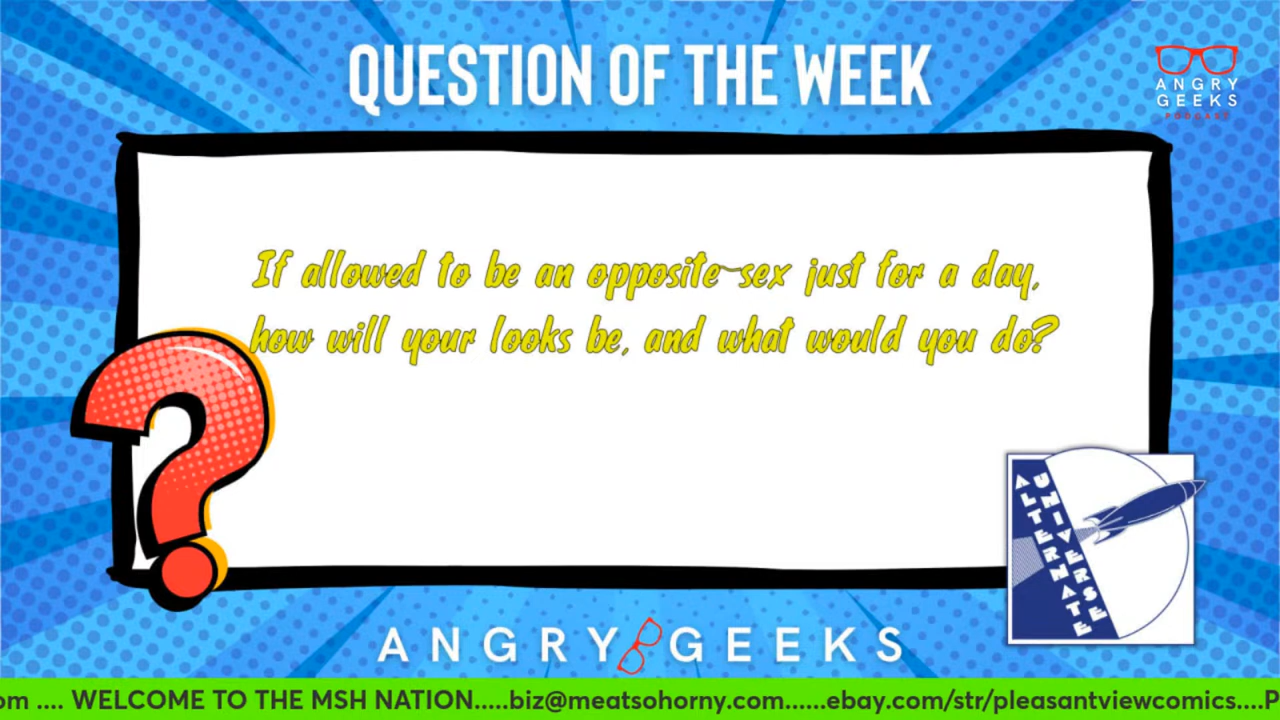 QUESTION OF THE WEEK
ANGRY
GEEKS
PODCAST
If allowed to be an opposite sex just for a day,
how will your looks be, and what would you do?
ALTERNATE
UNIVERSE
ANGRY GEEKS
om .... WELCOME TO THE MSH NATION.....biz@meatsohorny.com......ebay.com/str/pleasantviewcomics....P